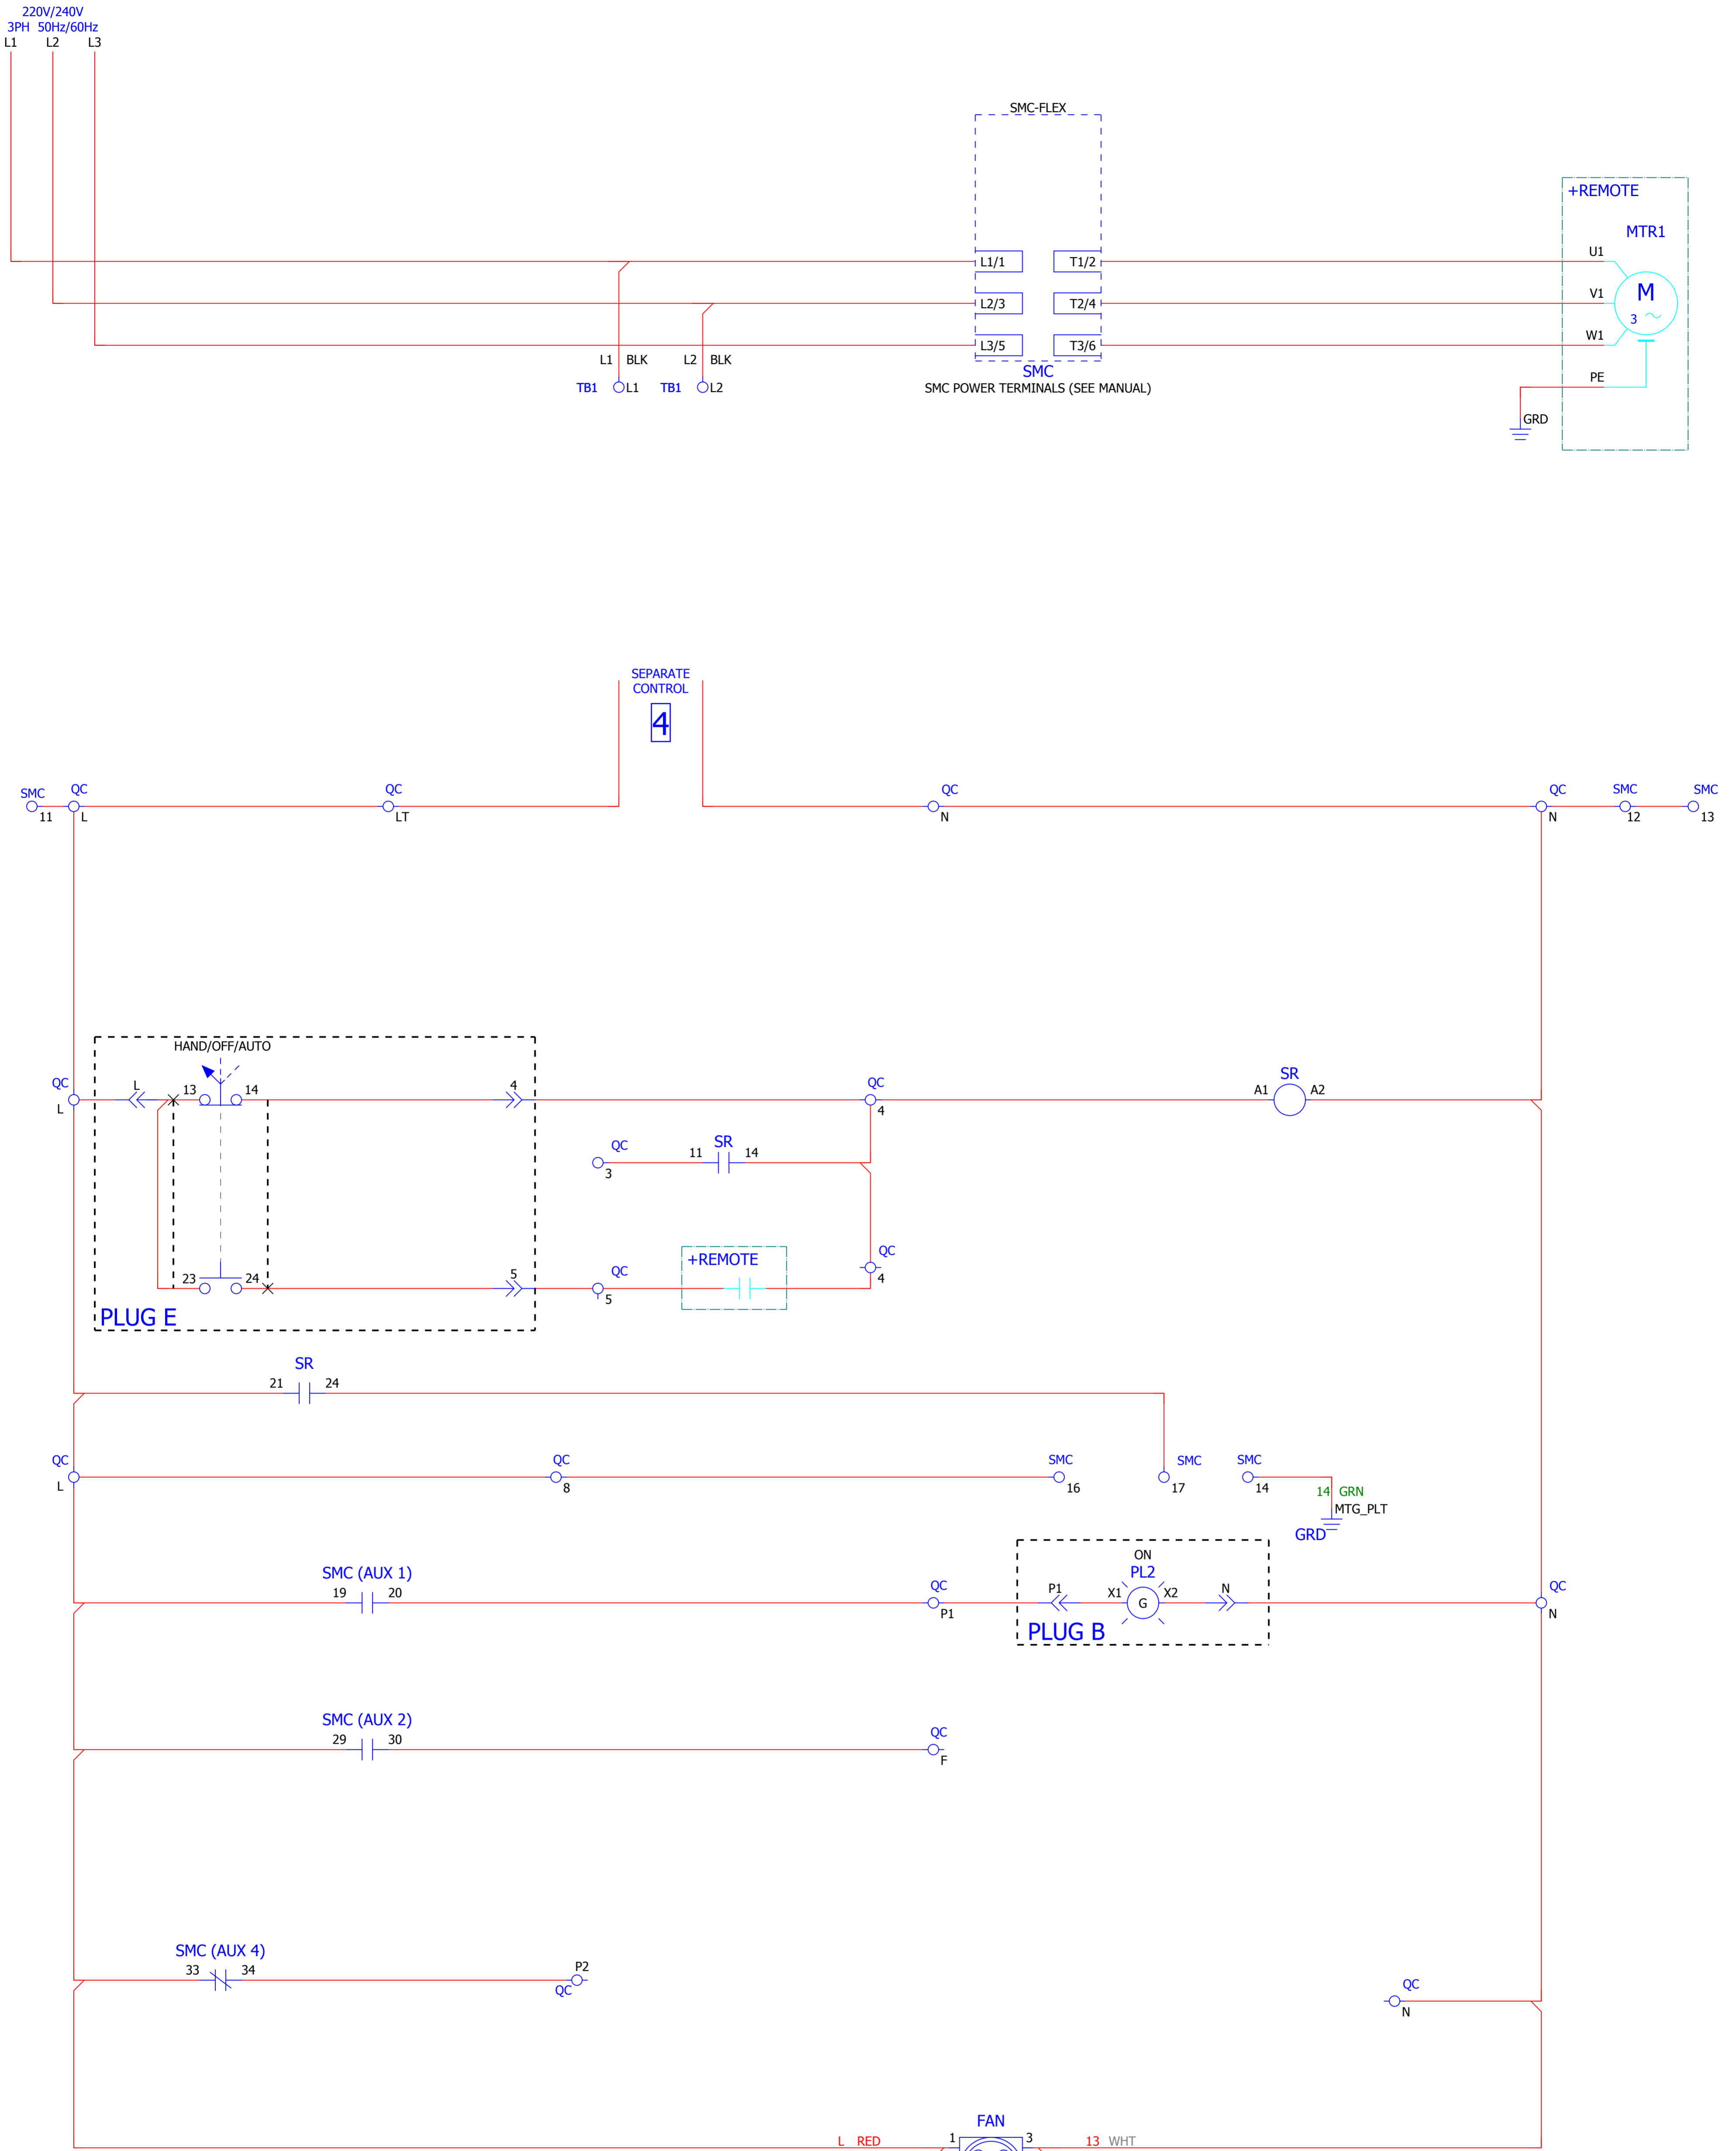 220V/240V
3PH 50Hz/60Hz
L1 L2 L3
SMC-FLEX
+REMOTE
MTR1
L1/1 T1/2 U1
L2/3 T2/4 V1 M
3
L3/5 T3/6 W1
L1 BLK L2 BLK
SMC
TB1 L1 TB1 L2 SMC POWER TERMINALS (SEE MANUAL) PE
GRD
SEPARATE
CONTROL
4
SMC QC QC QC QC SMC SMC
11 L LT N N 12 13
HAND/OFF/AUTO
QC L 13 14 4 QC SR
L 4 A1 A2
QC 11 SR 14
3
+REMOTE QC
4
23 24 5 QC
5
PLUG E
SR
21 24
QC QC SMC SMC SMC
L 8 16 17 14
14 GRN
MTG_PLT
GRD
ON
SMC (AUX 1) PL2
19 20 QC P1 X1 G X2 N QC
P1 N
PLUG B
SMC (AUX 2)
29 30 QC
F
SMC (AUX 4)
33 34 P2
QC QC
N
FAN
L RED 1 3 13 WHT